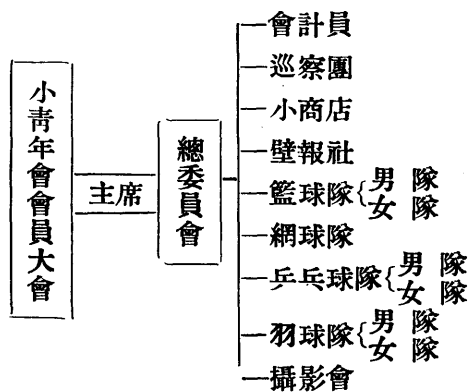 小青年會會員大會
主席
總委員會
會計員
巡察團
小商店
壁報社
籃球隊{男隊
女隊
網球隊
乒乓球隊{男隊
女隊
羽球隊{男隊
女隊
攝影會